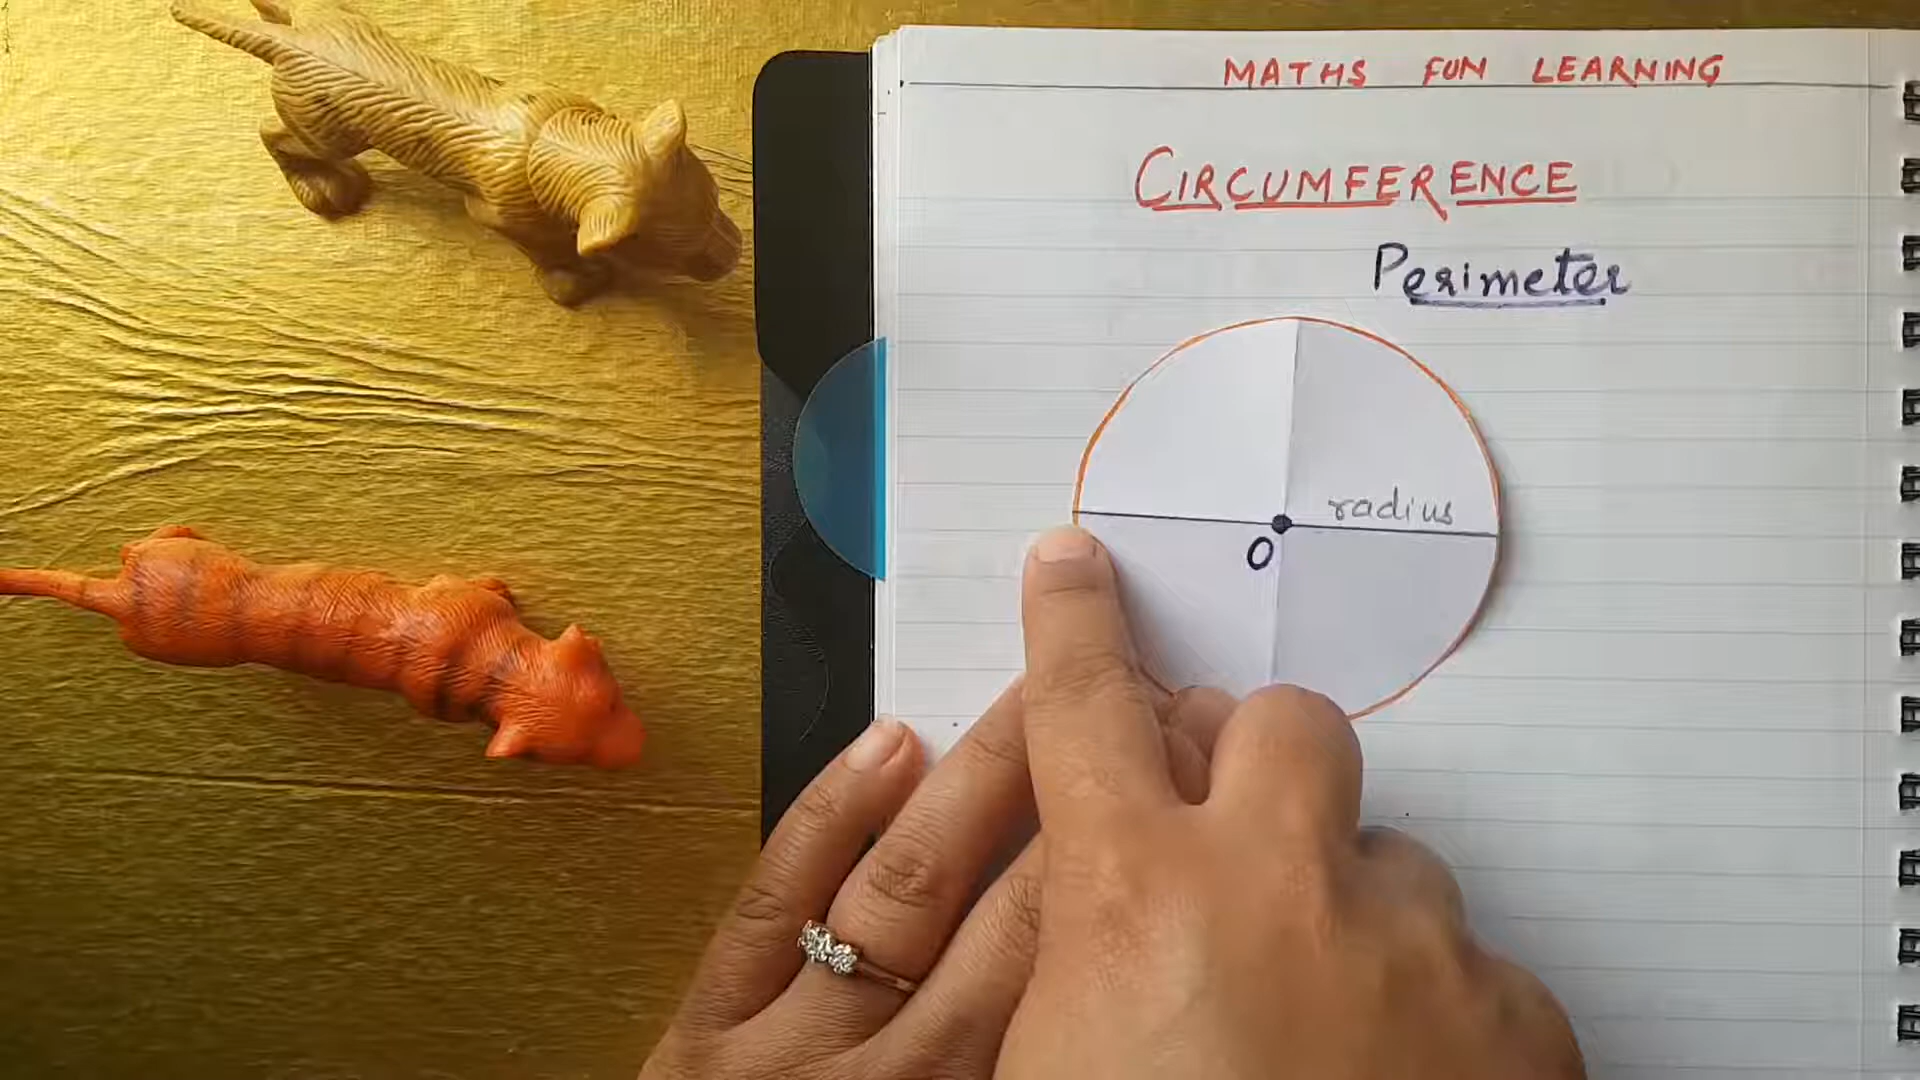 MATHS FUN LEARNING
CIRCUMFERENCE
Perimeter
radius
O